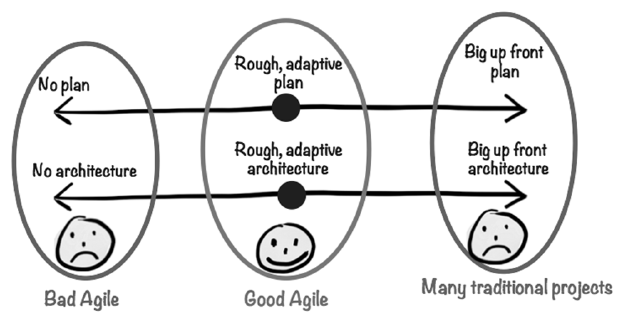 No plan
Rough, adaptive
plan
Big up front
plan
No architecture
Rough, adaptive
architecture
Big up front
architecture
Bad Agile
Good Agile
Many traditional projects